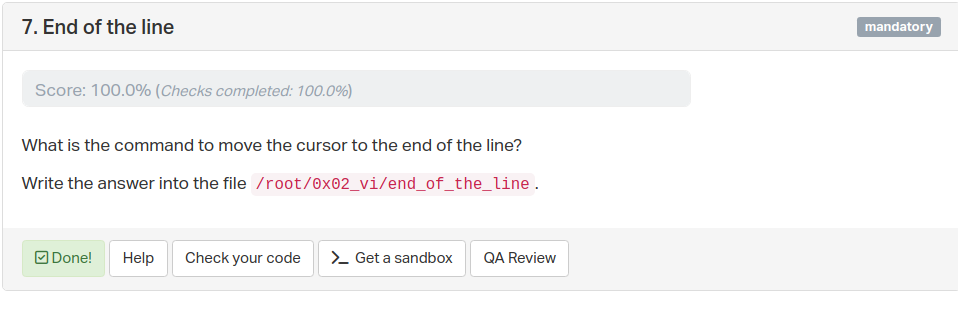 7. End of the line
mandatory
Score: 100.0% (Checks completed: 100.0%)
What is the command to move the cursor to the end of the line?
Write the answer into the file /root/0x02_vi/end_of_the_line.
Done!
Help
Check your code
Get a sandbox
QA Review